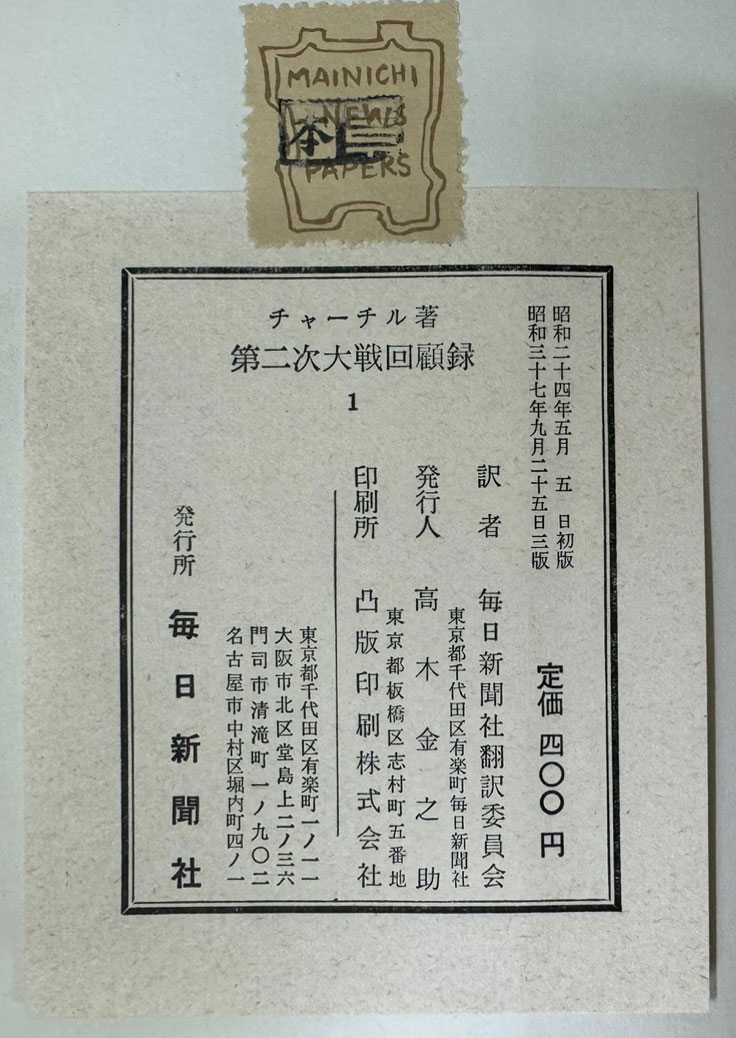 MAINICHI
NEWS
PAPERS
チャーチル著
第二次大戦回顧録
1
昭和二十四年五月 五 日初版
昭和三十七年九月二十五日三版
定価 四〇〇 円
訳者 毎日新聞社翻訳委員会
東京都千代田区有楽町毎日新聞社
発行人 高木金之助
東京都板橋区志村町五番地
印刷所 凸版印刷株式会社
東京都千代田区有楽町一ノ一一
大阪市北区堂島上二ノ三六
門司市清滝町一ノ九〇二
名古屋市中村区堀内町四ノ一
発行所 毎日新聞社